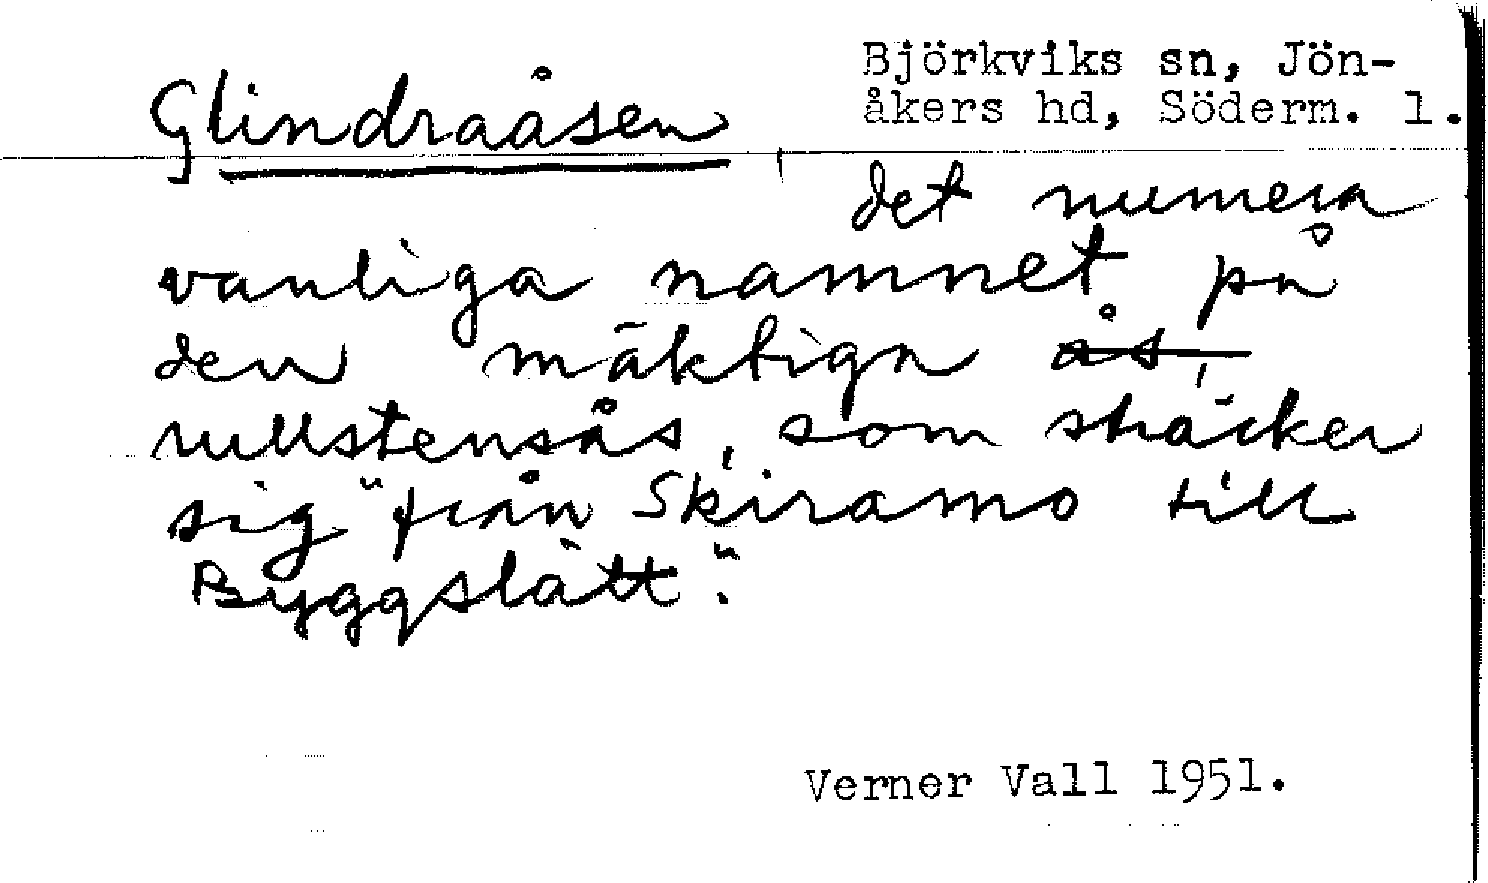 Björkviks sn, Jön-
åkers hd, Söderm. l.
Glindraåsen
det numera
vanliga namnet på
den mäktiga ås,
rullstensås, som sträcker
sig "från Skiramo till
Byggslätt".
Verner Vall 1951.